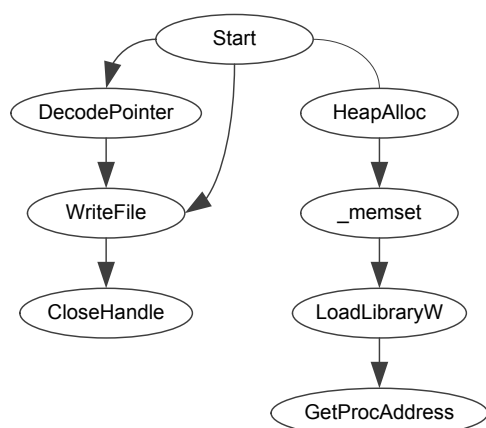 Start
DecodePointer
HeapAlloc
WriteFile
_memset
CloseHandle
LoadLibraryW
GetProcAddress